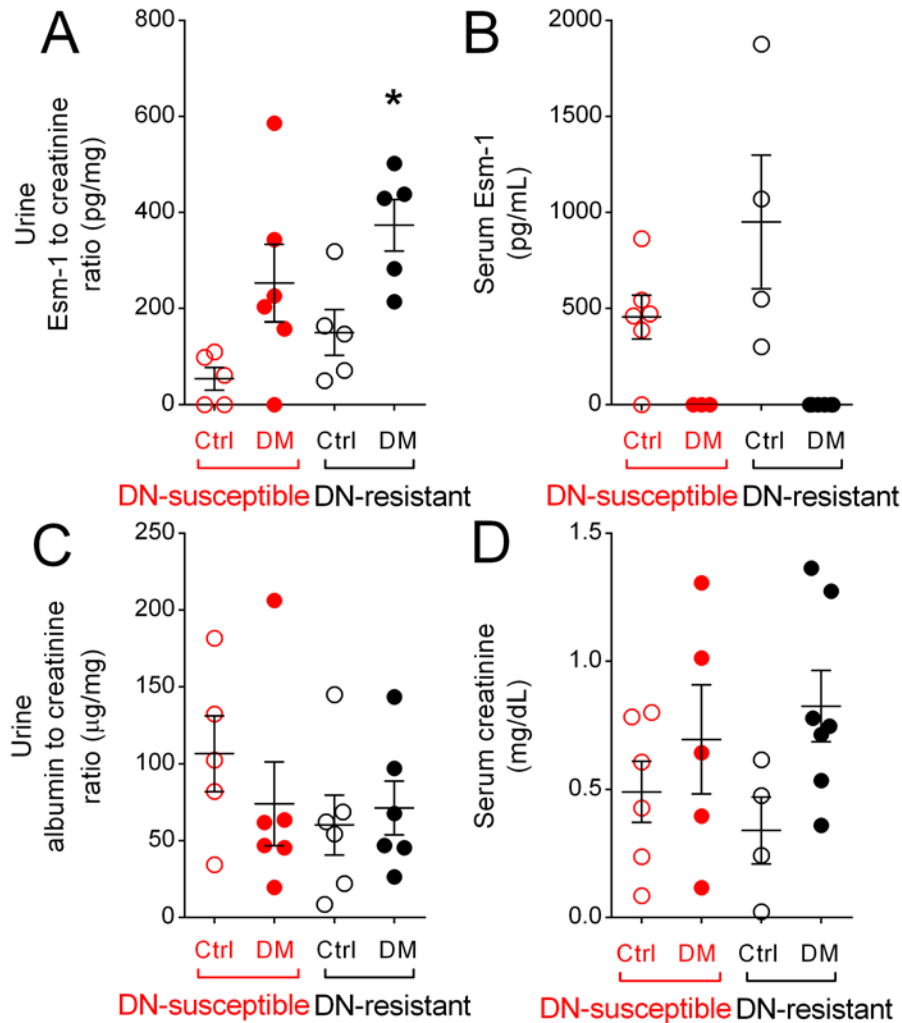 A
Urine
Esm-1 to creatinine
ratio (pg/mg)
800
600
400
200
0
*
Ctrl DM Ctrl DM
DN-susceptible DN-resistant
B
Serum Esm-1
(pg/mL)
2000
1500
1000
500
0
Ctrl DM Ctrl DM
DN-susceptible DN-resistant
C
Urine
albumin to creatinine
ratio (μg/mg)
250
200
150
100
50
0
Ctrl DM Ctrl DM
DN-susceptible DN-resistant
D
Serum creatinine
(mg/dL)
1.5
1.0
0.5
0.0
Ctrl DM Ctrl DM
DN-susceptible DN-resistant